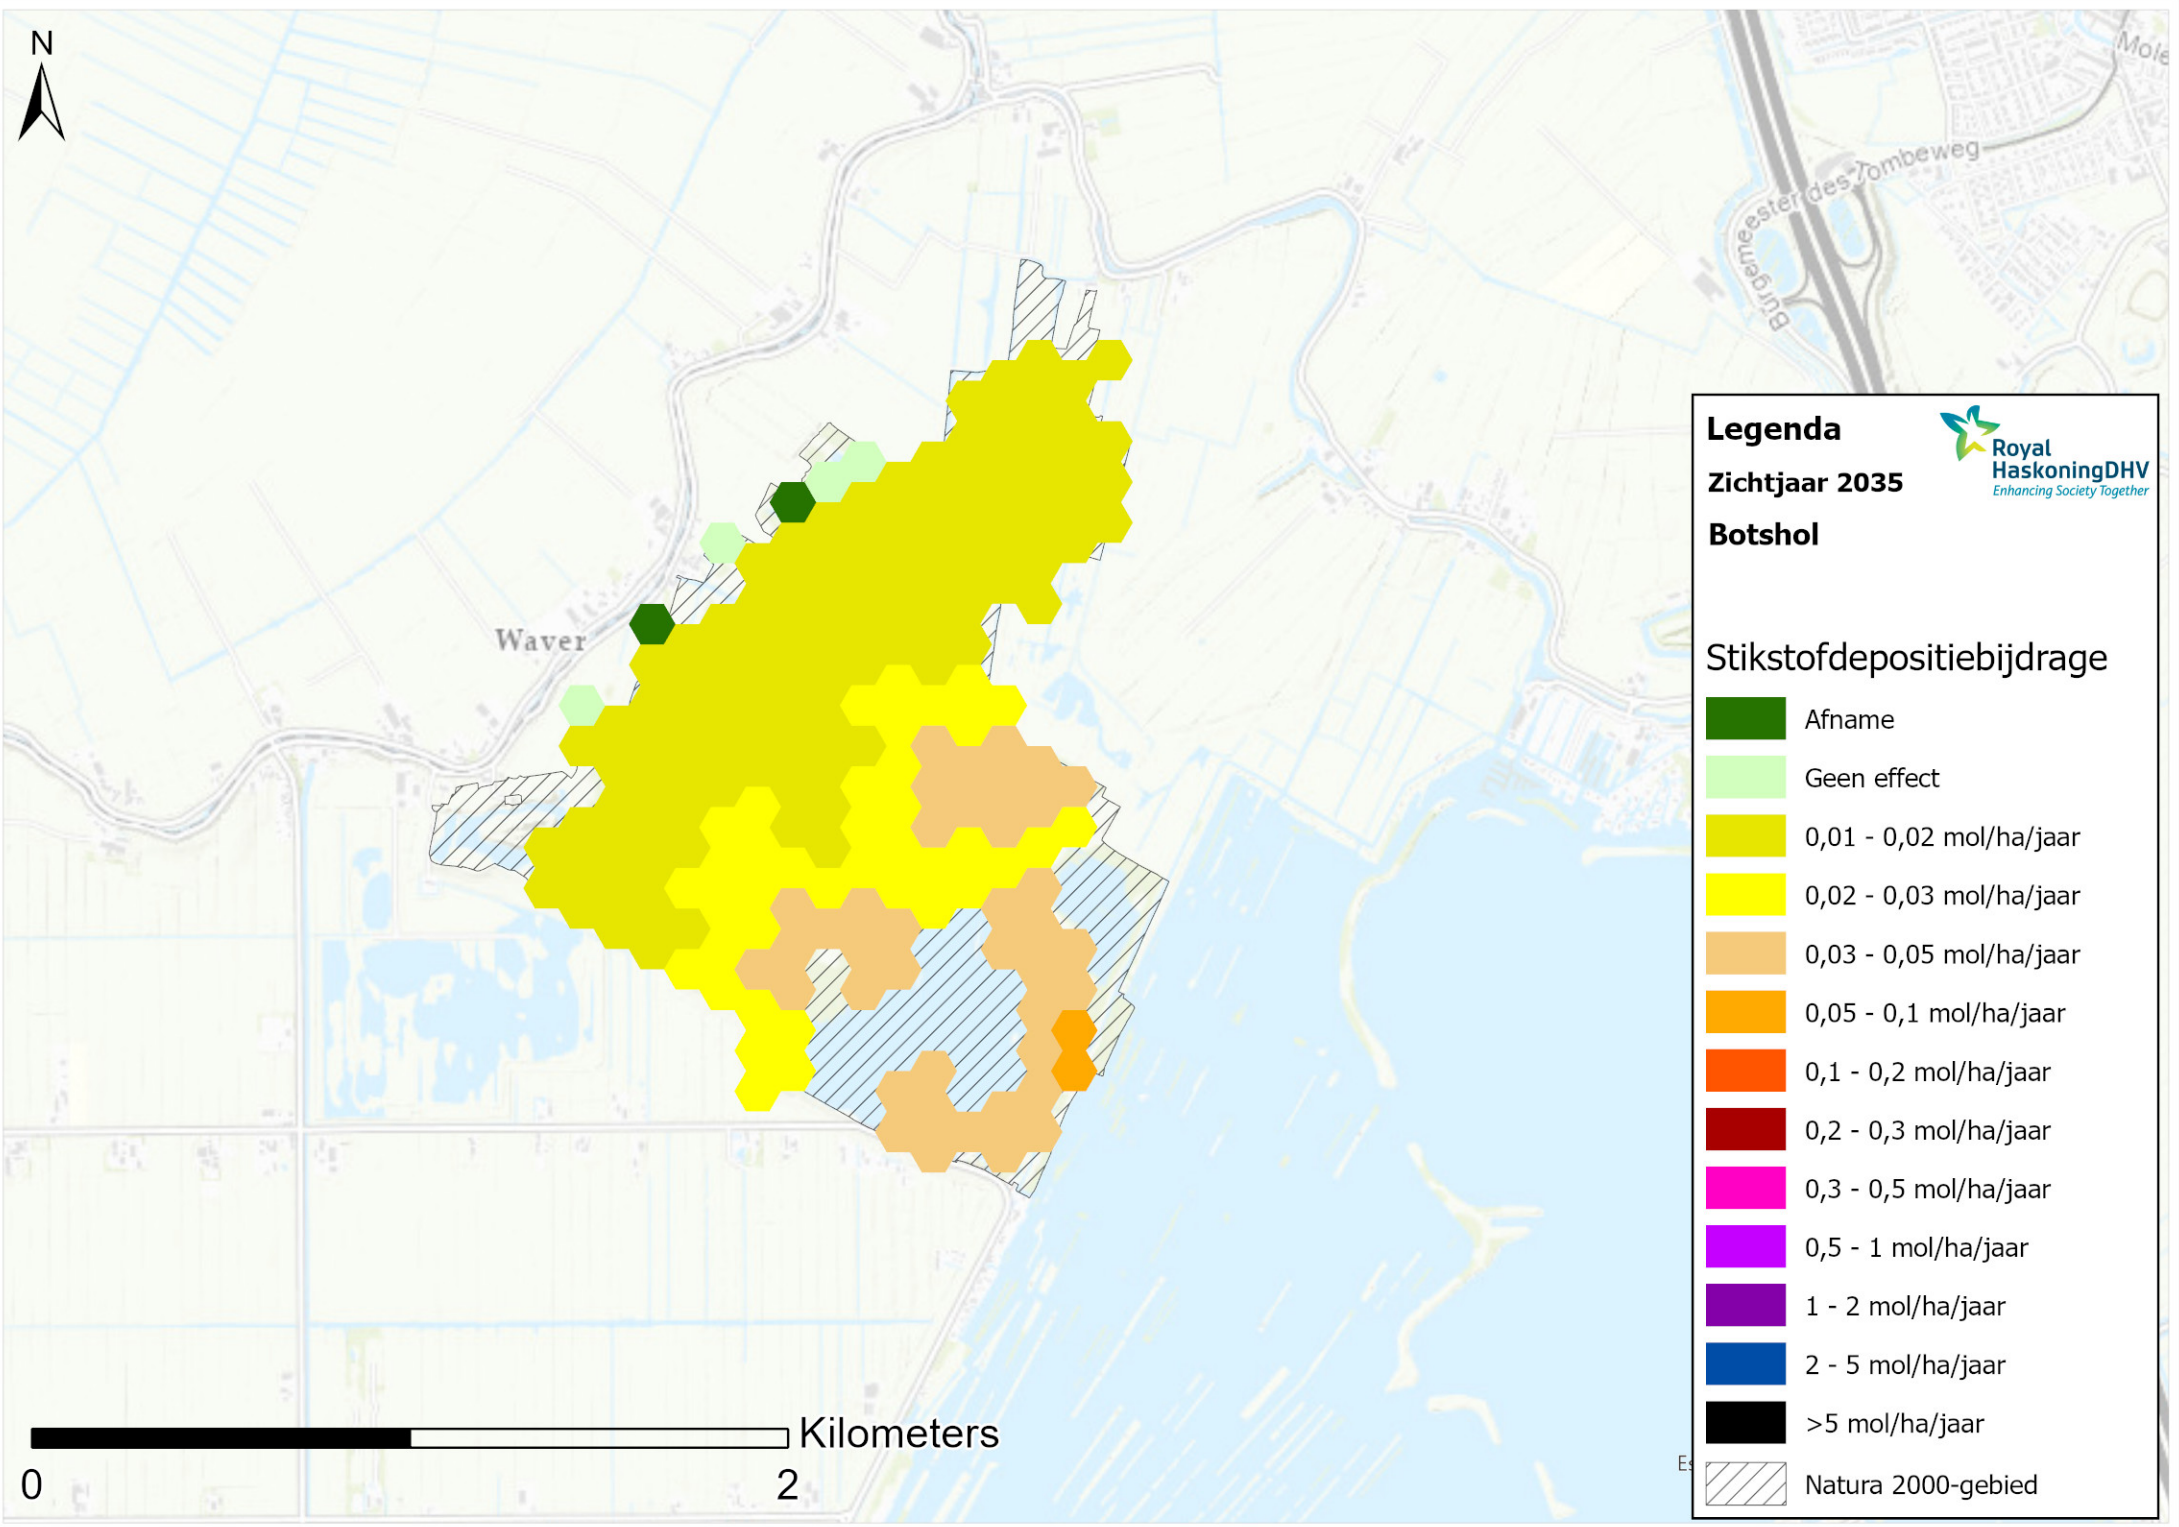 N
Mole
Burgemeester des Tombeweg
Waver
Legenda
Royal
HaskoningDHV
Enhancing Society Together
Zichtjaar 2035
Botshol
Stikstofdepositiebijdrage
Afname
Geen effect
0,01 - 0,02 mol/ha/jaar
0,02 - 0,03 mol/ha/jaar
0,03 - 0,05 mol/ha/jaar
0,05 - 0,1 mol/ha/jaar
0,1 - 0,2 mol/ha/jaar
0,2 - 0,3 mol/ha/jaar
0,3 - 0,5 mol/ha/jaar
0,5 - 1 mol/ha/jaar
1 - 2 mol/ha/jaar
2 - 5 mol/ha/jaar
>5 mol/ha/jaar
Natura 2000-gebied
Kilometers
0 2